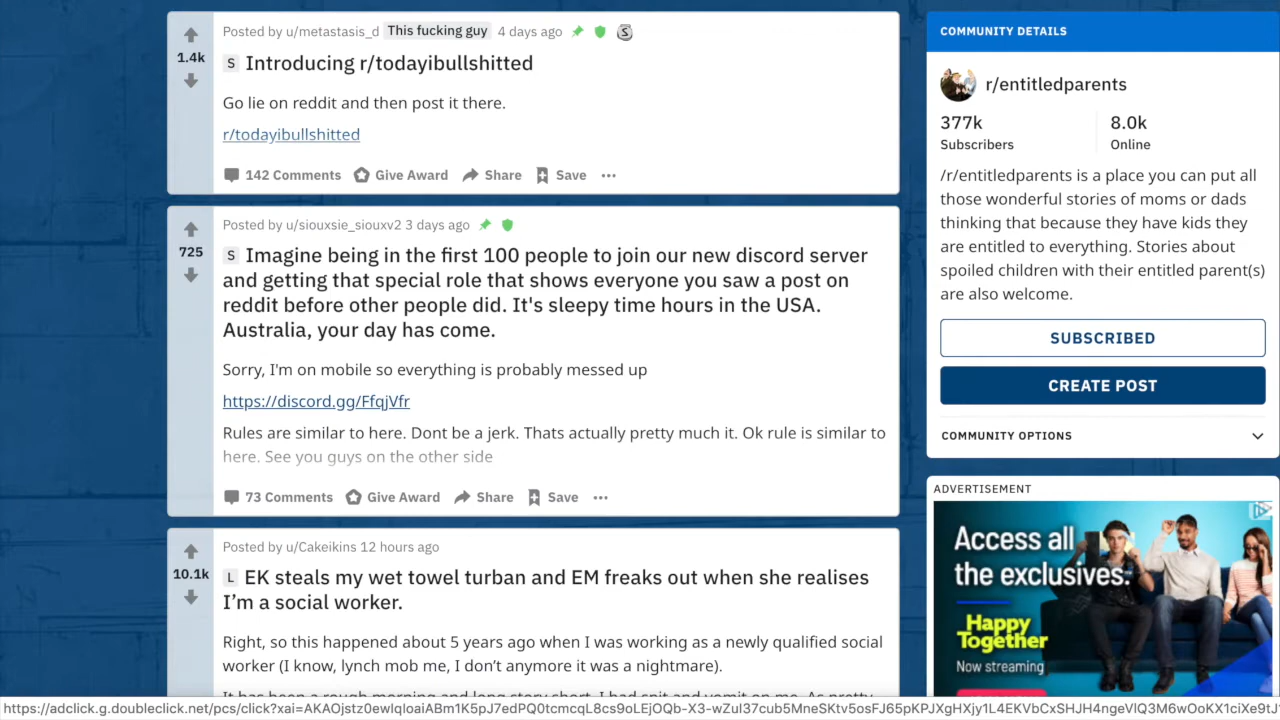 Posted by u/metastasis_d This fucking guy 4 days ago
1.4k
S Introducing r/todayibullshitted
Go lie on reddit and then post it there.
r/todayibullshitted
142 Comments Give Award Share Save ...
Posted by u/siouxsie_siouxv2 3 days ago
725
S Imagine being in the first 100 people to join our new discord server
and getting that special role that shows everyone you saw a post on
reddit before other people did. It's sleepy time hours in the USA.
Australia, your day has come.
Sorry, I'm on mobile so everything is probably messed up
https://discord.gg/FfqjVfr
Rules are similar to here. Dont be a jerk. Thats actually pretty much it. Ok rule is similar to
here. See you guys on the other side
73 Comments Give Award Share Save ...
Posted by u/Cakeikins 12 hours ago
10.1k
L EK steals my wet towel turban and EM freaks out when she realises
I’m a social worker.
Right, so this happened about 5 years ago when I was working as a newly qualified social
worker (I know, lynch mob me, I don’t anymore it was a nightmare).
It has been a rough morning and long story short, I had spit and vomit on me. As pretty
COMMUNITY DETAILS
r/entitledparents
377k 8.0k
Subscribers Online
/r/entitledparents is a place you can put all
those wonderful stories of moms or dads
thinking that because they have kids they
are entitled to everything. Stories about
spoiled children with their entitled parent(s)
are also welcome.
SUBSCRIBED
CREATE POST
COMMUNITY OPTIONS
ADVERTISEMENT
Access all
the exclusives.
Happy
Together
Now streaming
https://adclick.g.doubleclick.net/pcs/click?xai=AKAOjstz0ewlqloaiABm1K5pJ7edPQ0tcmcqL8cs9oLEjOQb-X3-wZul37cub5MneSKtv5osFJ65pKPJXgHXjy1L4EKVbCxSHJH4ngeVlQ3M6wOoKX1ciXe9tJ